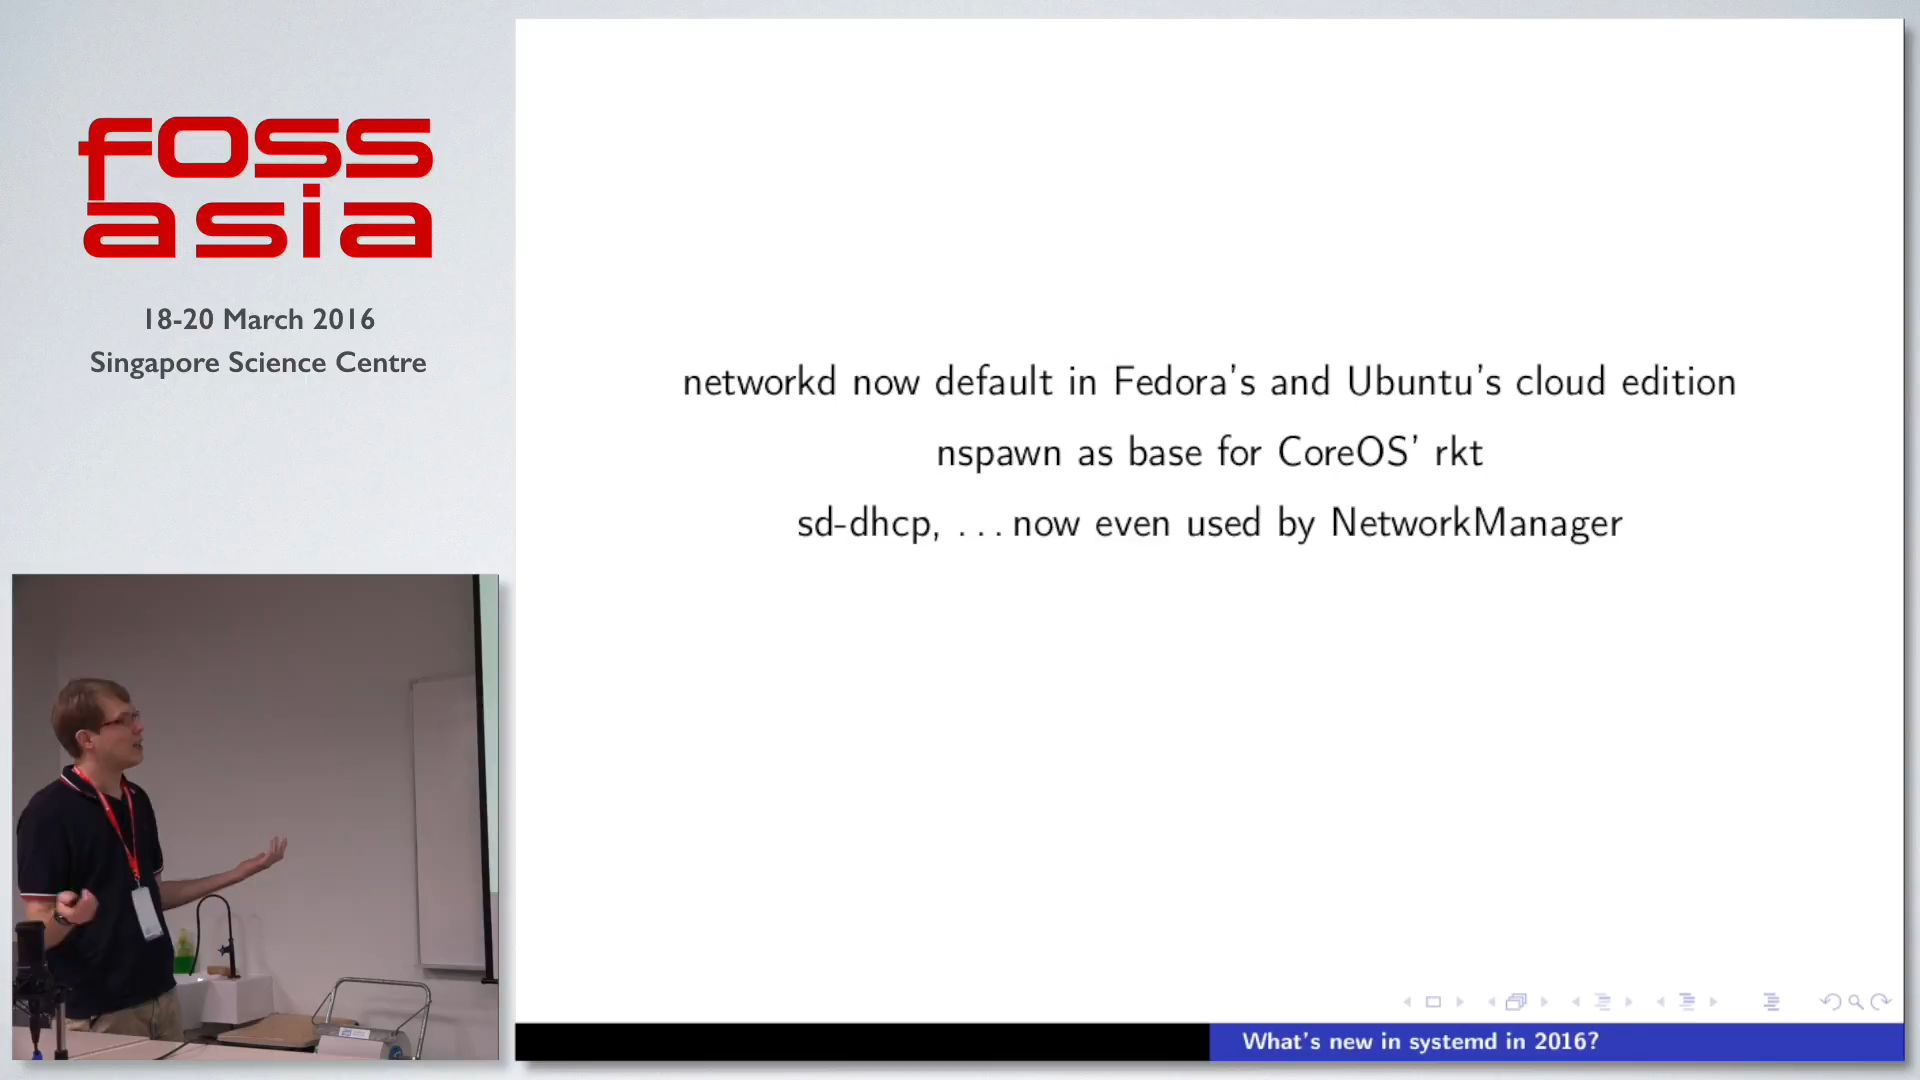 foss
asia
18-20 March 2016
Singapore Science Centre
networkd now default in Fedora's and Ubuntu's cloud edition
nspawn as base for CoreOS' rkt
sd-dhcp, ...now even used by NetworkManager
What's new in systemd in 2016?